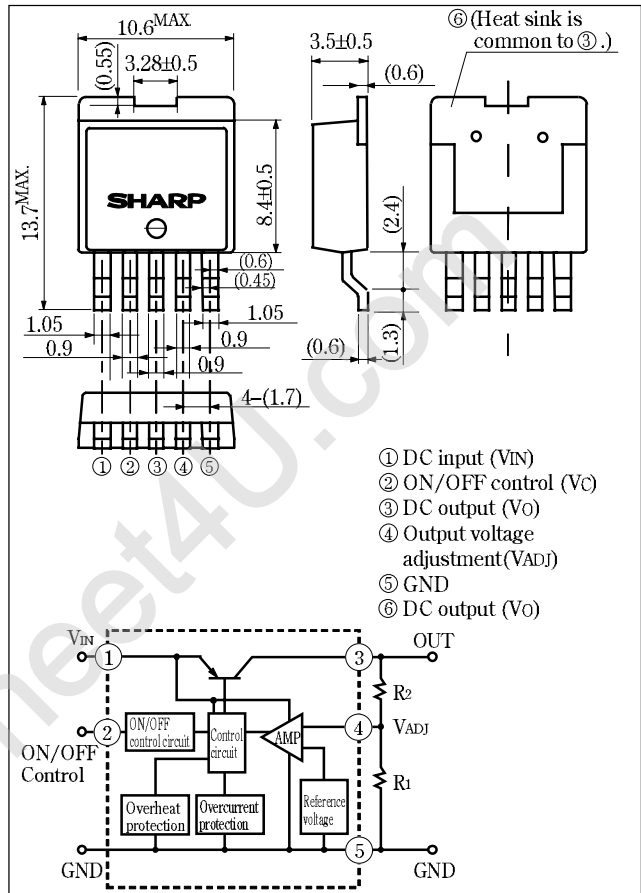 10.6MAX.
3.5±0.5
⑥ (Heat sink is
common to ③.)
(0.55)
3.28±0.5
(0.6)
13.7MAX.
SHARP
8.4±0.5
(2.4)
(0.6)
(0.45)
1.05
1.05
0.9
0.9
0.9
(0.6)
(1.3)
4–(1.7)
① ② ③ ④ ⑤
① DC input (VIN)
② ON/OFF control (VC)
③ DC output (VO)
④ Output voltage
adjustment(VADJ)
⑤ GND
⑥ DC output (VO)
VIN
①
③
OUT
R2
②
ON/OFF
control circuit
Control
circuit
AMP
④
VADJ
ON/OFF
Control
R1
Overheat
protection
Overcurrent
protection
Reference
voltage
⑤
GND
GND
neet4U.com